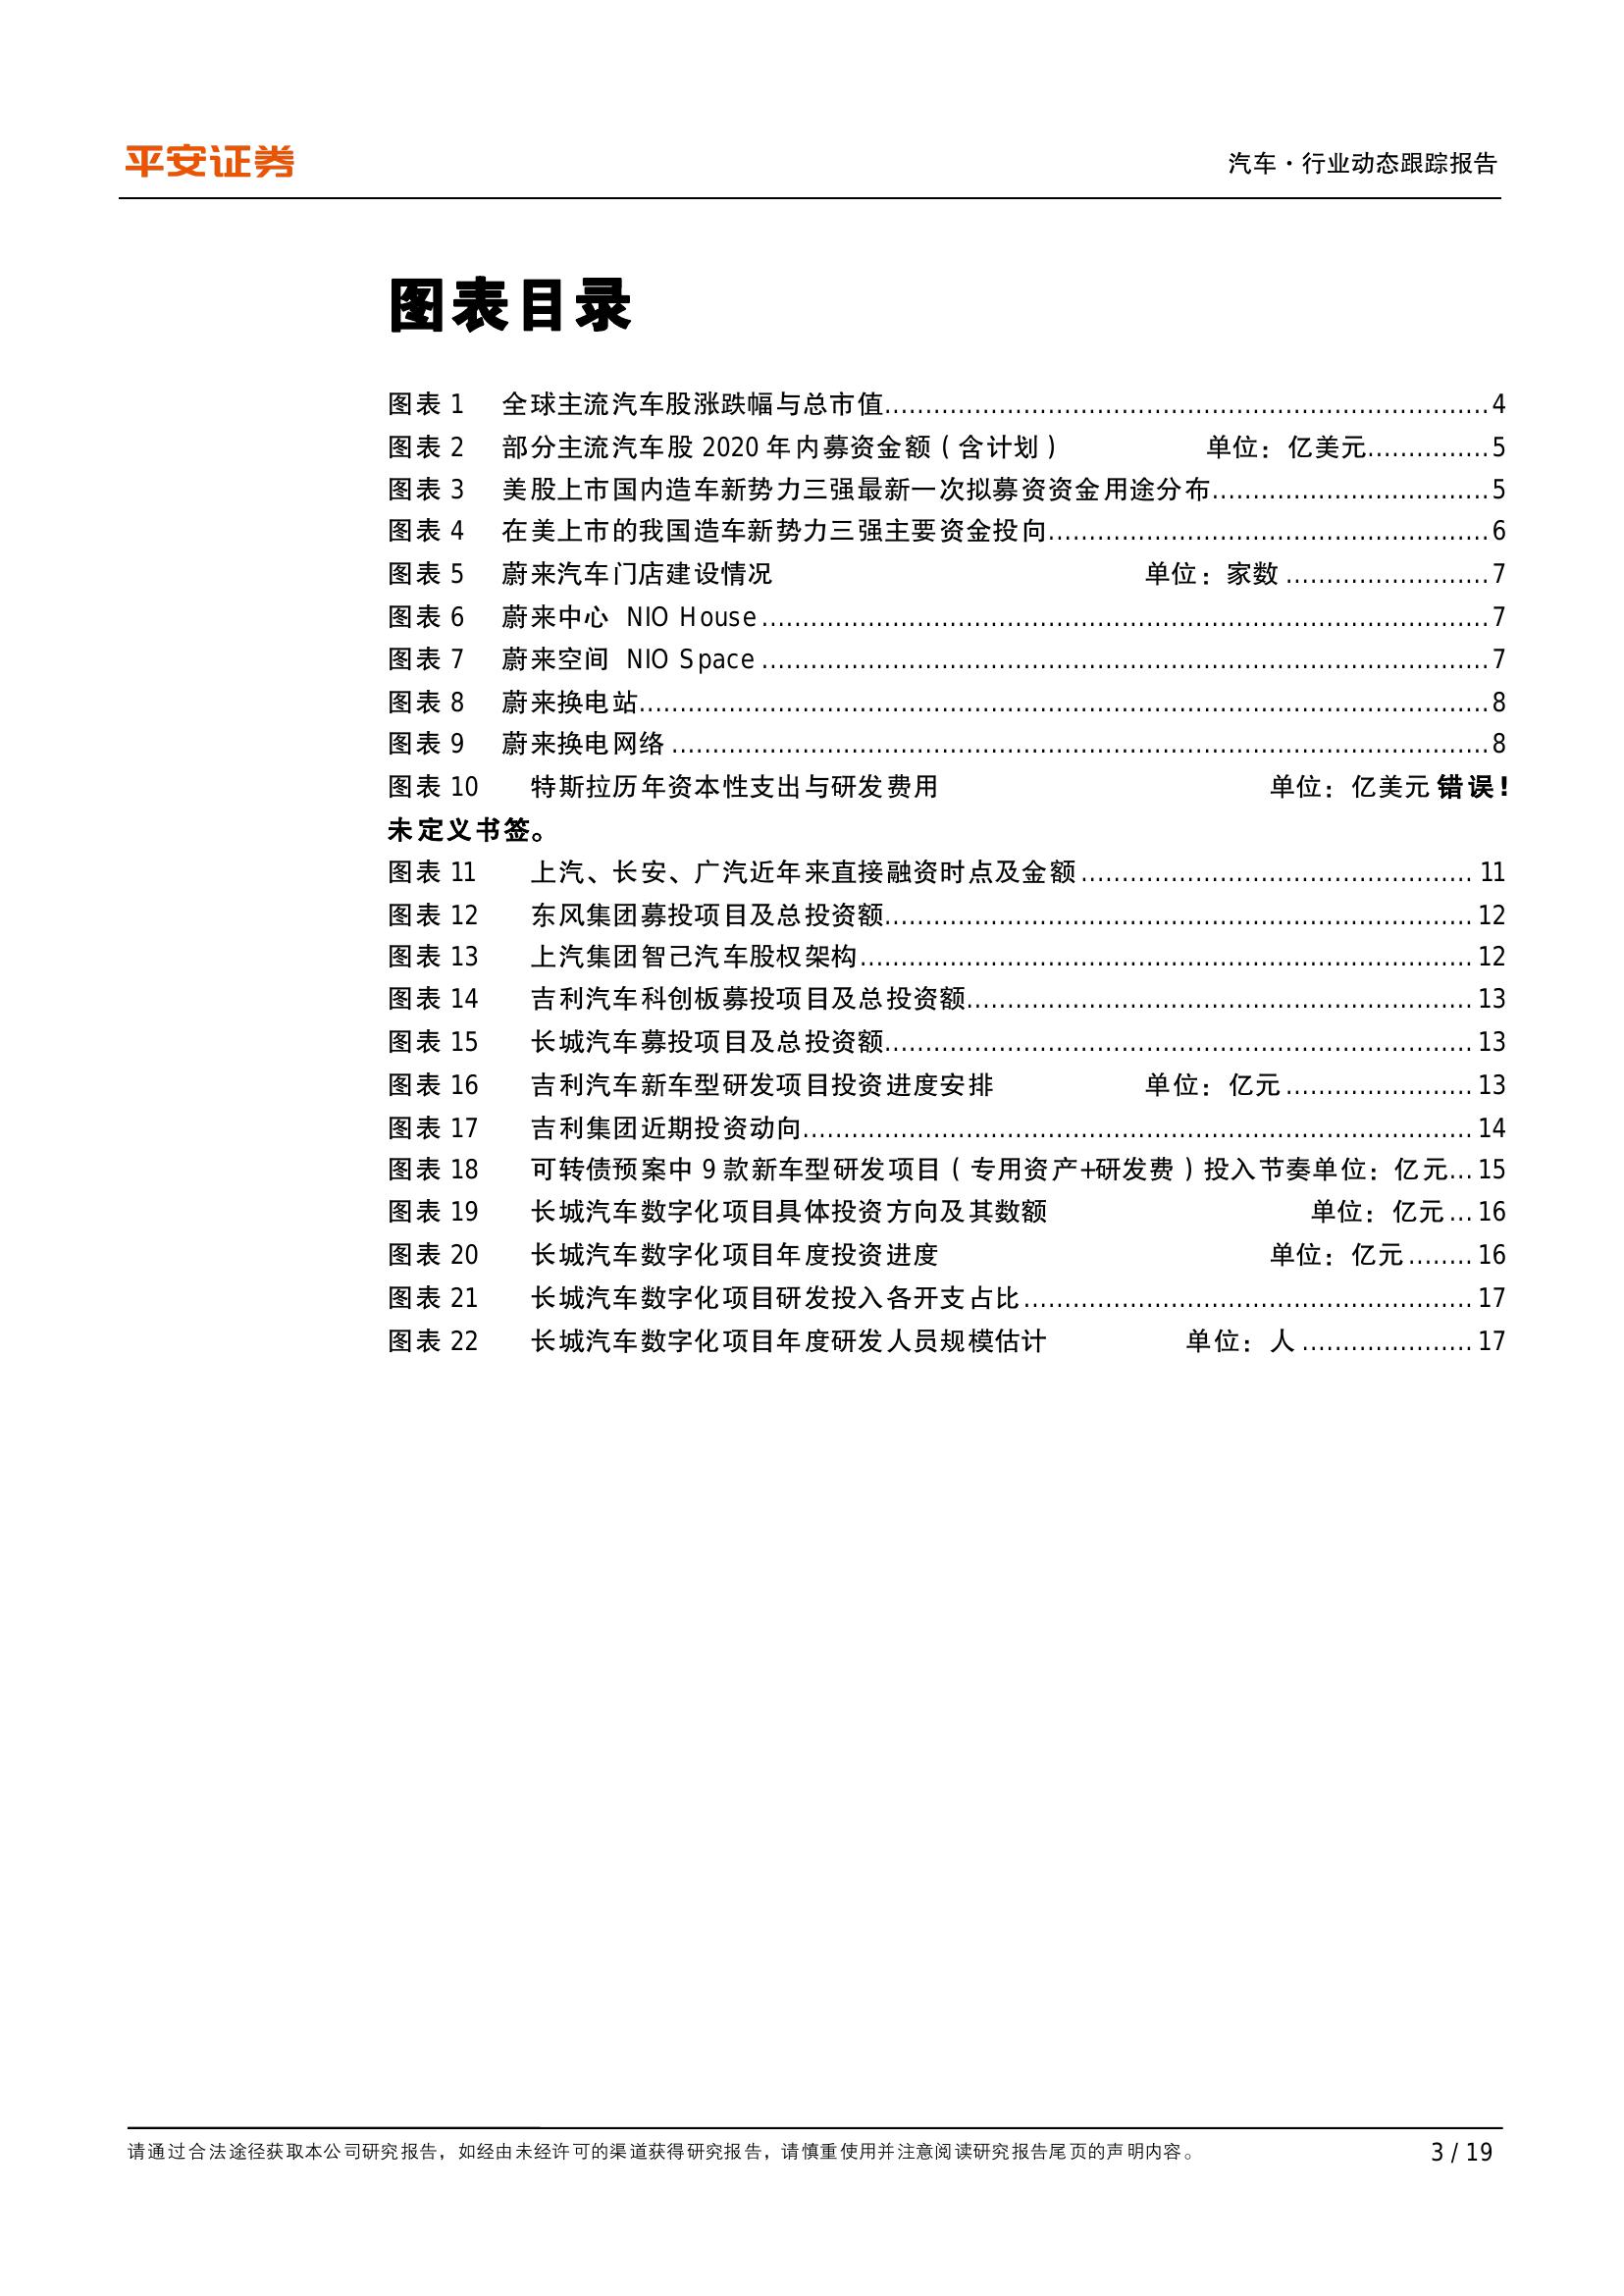 平安证券
汽车·行业动态跟踪报告
图表目录
图表 1 全球主流汽车股涨跌幅与总市值........................................4
图表 2 部分主流汽车股 2020 年内募资金额（含计划） 单位：亿美元...............5
图表 3 美股上市国内造车新势力三强最新一次拟募资资金用途分布..................................5
图表 4 在美上市的我国造车新势力三强主要资金投向........................................6
图表 5 蔚来汽车门店建设情况 单位：家数.........................7
图表 6 蔚来中心 NIO House........................................7
图表 7 蔚来空间 NIO Space........................................7
图表 8 蔚来换电站........................................8
图表 9 蔚来换电网络........................................8
图表 10 特斯拉历年资本性支出与研发费用 单位：亿美元错误!
未定义书签。
图表 11 上汽、长安、广汽近年来直接融资时点及金额........................................11
图表 12 东风集团募投项目及总投资额........................................12
图表 13 上汽集团智己汽车股权架构........................................12
图表 14 吉利汽车科创板募投项目及总投资额........................................13
图表 15 长城汽车募投项目及总投资额........................................13
图表 16 吉利汽车新车型研发项目投资进度安排 单位：亿元.......................13
图表 17 吉利集团近期投资动向........................................14
图表 18 可转债预案中 9 款新车型研发项目（专用资产+研发费）投入节奏单位：亿元...15
图表 19 长城汽车数字化项目具体投资方向及其数额 单位：亿元...16
图表 20 长城汽车数字化项目年度投资进度 单位：亿元........16
图表 21 长城汽车数字化项目研发投入各开支占比........................................17
图表 22 长城汽车数字化项目年度研发人员规模估计 单位：人.....................17
请通过合法途径获取本公司研究报告，如经由未经许可的渠道获得研究报告，请慎重使用并注意阅读研究报告尾页的声明内容。
3 / 19